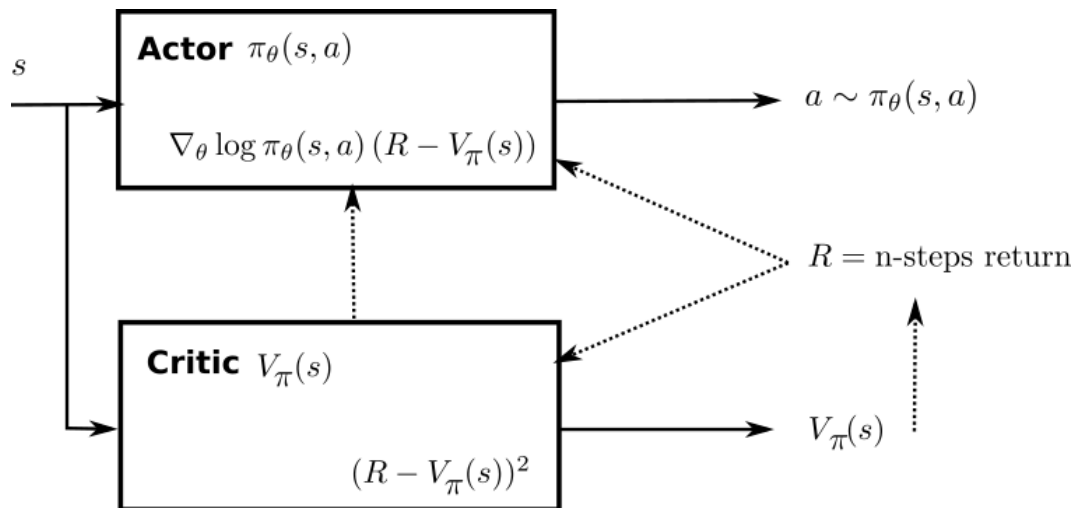 s
Actor π_θ(s, a)
a ∼ π_θ(s, a)
∇_θ log π_θ(s, a) (R − V_π(s))
R = n-steps return
Critic V_π(s)
V_π(s)
(R − V_π(s))²